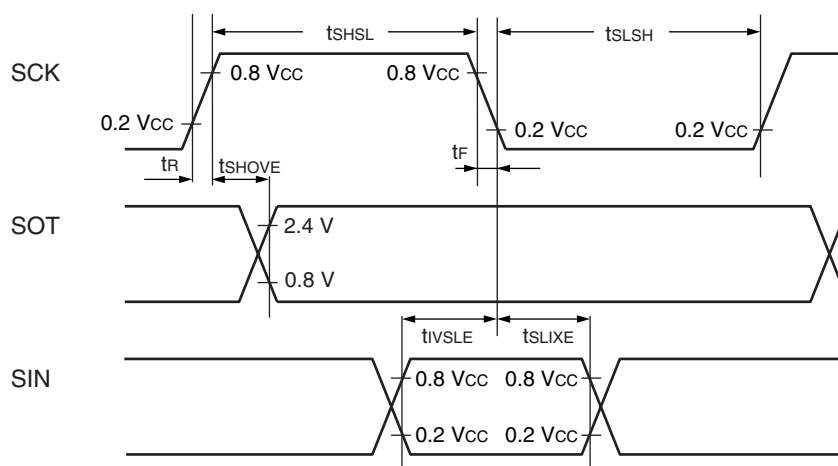 tSHSL tSLSH
SCK 0.8 VCC 0.8 VCC
0.2 VCC 0.2 VCC 0.2 VCC
tR tSHOVE tF
SOT 2.4 V
0.8 V
tIVSLE tSLIXE
SIN 0.8 VCC 0.8 VCC
0.2 VCC 0.2 VCC